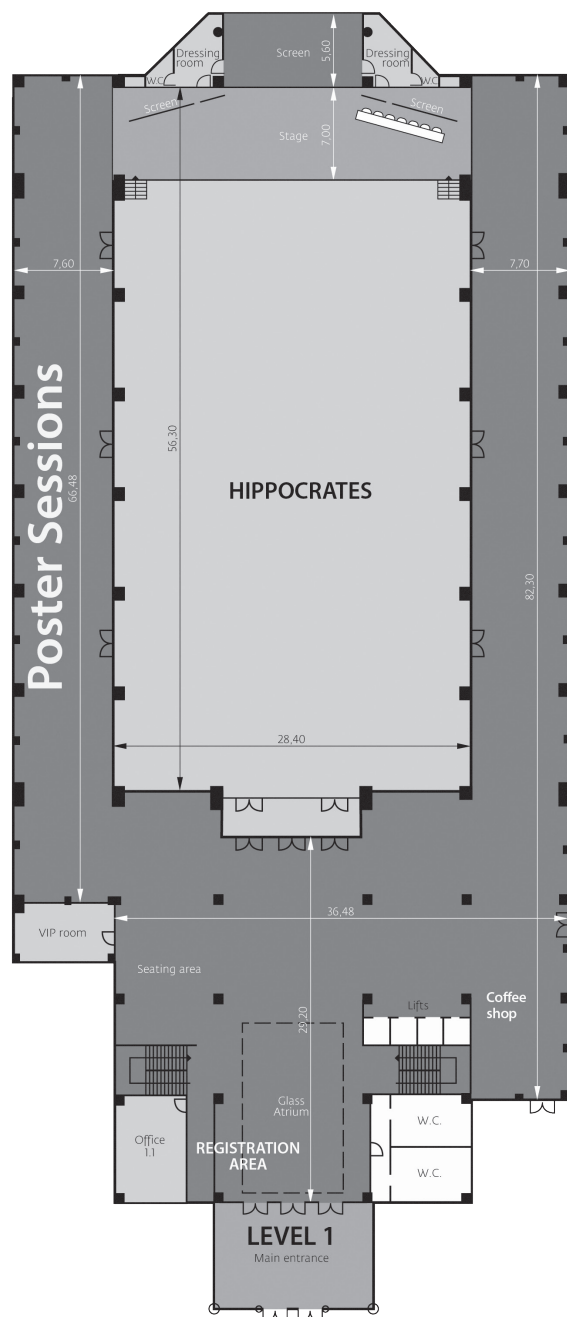 Dressing
room
Screen
5,60
Dressing
room
W.C.
W.C.
Screen
Screen
Stage
7,00
7,60
7,70
Poster Sessions
66,48
56,30
HIPPOCRATES
82,30
28,40
36,48
VIP room
Seating area
29,20
Lifts
Coffee
shop
Glass
Atrium
Office
1.1
REGISTRATION
AREA
W.C.
W.C.
LEVEL 1
Main entrance